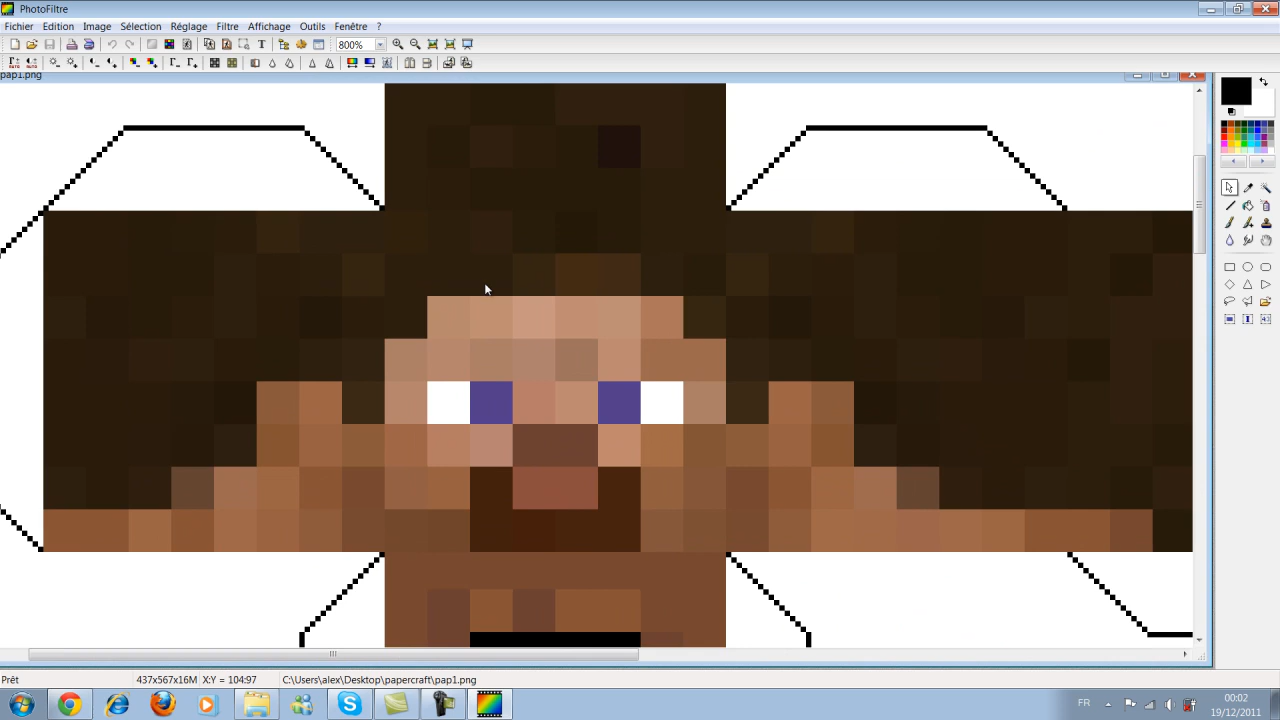 PhotoFiltre
Fichier Edition Image Sélection Réglage Filtre Affichage Outils Fenêtre ?
T 800%
pap1.png
Prêt 437x567x16M X:Y = 104:97 C:\Users\alex\Desktop\papercraft\pap1.png
FR 00:02
19/12/2011